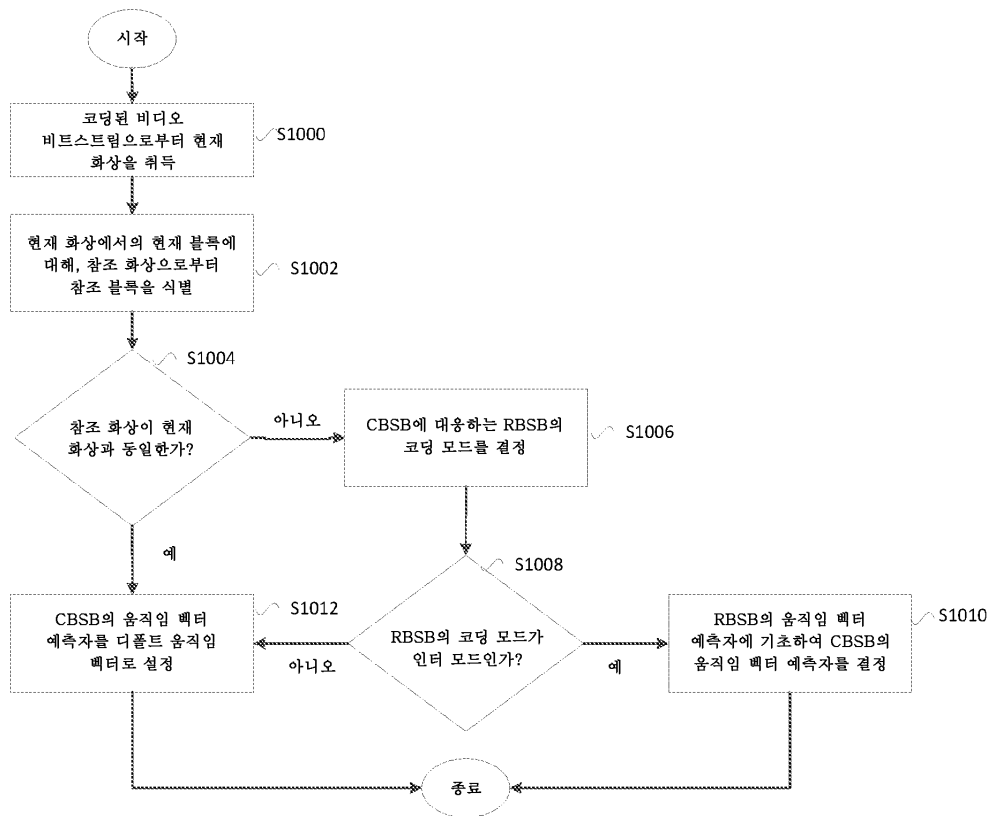 시작
코딩된 비디오
비트스트림으로부터 현재
화상을 취득
S1000
현재 화상에서의 현재 블록에
대해, 참조 화상으로부터
참조 블록을 식별
S1002
S1004
참조 화상이 현재
화상과 동일한가?
아니오
CBSB에 대응하는 RBSB의
코딩 모드를 결정
S1006
예
S1008
RBSB의 코딩 모드가
인터 모드인가?
아니오
예
CBSB의 움직임 벡터
예측자를 디폴트 움직임
벡터로 설정
S1012
RBSB의 움직임 벡터
예측자에 기초하여 CBSB의
움직임 벡터 예측자를 결정
S1010
종료